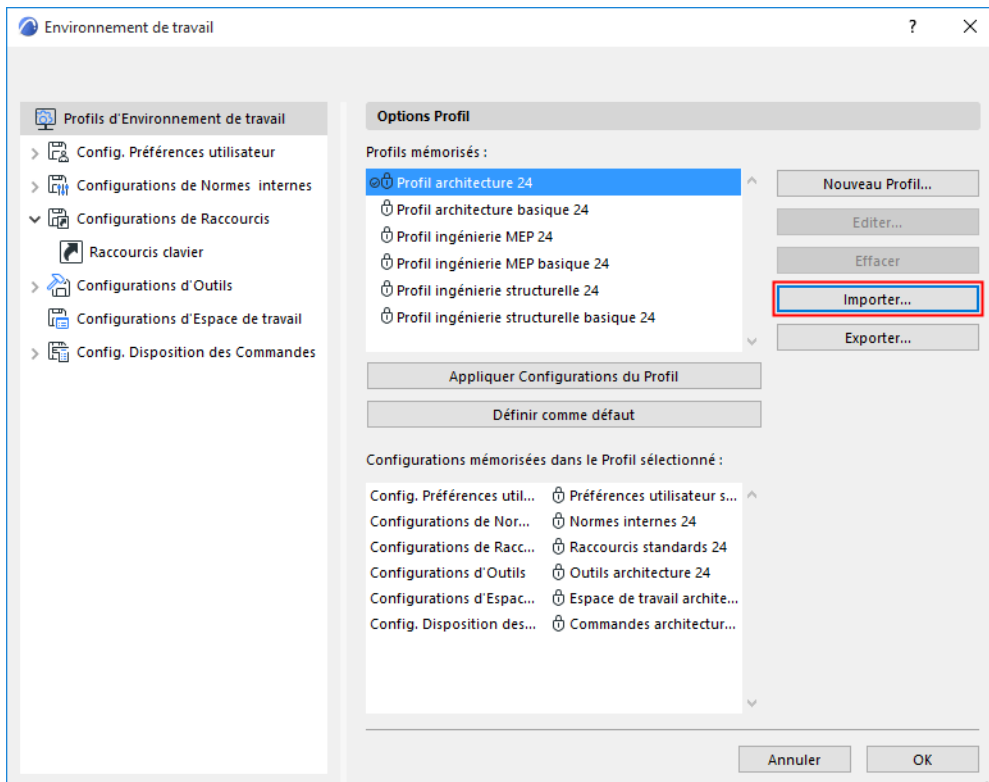 Environnement de travail
?
Profils d'Environnement de travail
Config. Préférences utilisateur
Configurations de Normes internes
Configurations de Raccourcis
Raccourcis clavier
Configurations d'Outils
Configurations d'Espace de travail
Config. Disposition des Commandes
Options Profil
Profils mémorisés :
Profil architecture 24
Profil architecture basique 24
Profil ingénierie MEP 24
Profil ingénierie MEP basique 24
Profil ingénierie structurelle 24
Profil ingénierie structurelle basique 24
Nouveau Profil...
Editer...
Effacer
Importer...
Exporter...
Appliquer Configurations du Profil
Définir comme défaut
Configurations mémorisées dans le Profil sélectionné :
Config. Préférences util... Préférences utilisateur s...
Configurations de Nor... Normes internes 24
Configurations de Racc... Raccourcis standards 24
Configurations d'Outils Outils architecture 24
Configurations d'Espac... Espace de travail archite...
Config. Disposition des... Commandes architectur...
Annuler
OK